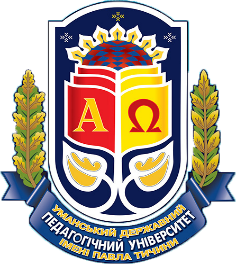 Α Ω
УМАНСЬКИЙ ДЕРЖАВНИЙ
ПЕДАГОГІЧНИЙ УНІВЕРСИТЕТ
ІМЕНІ ПАВЛА ТИЧИНИ